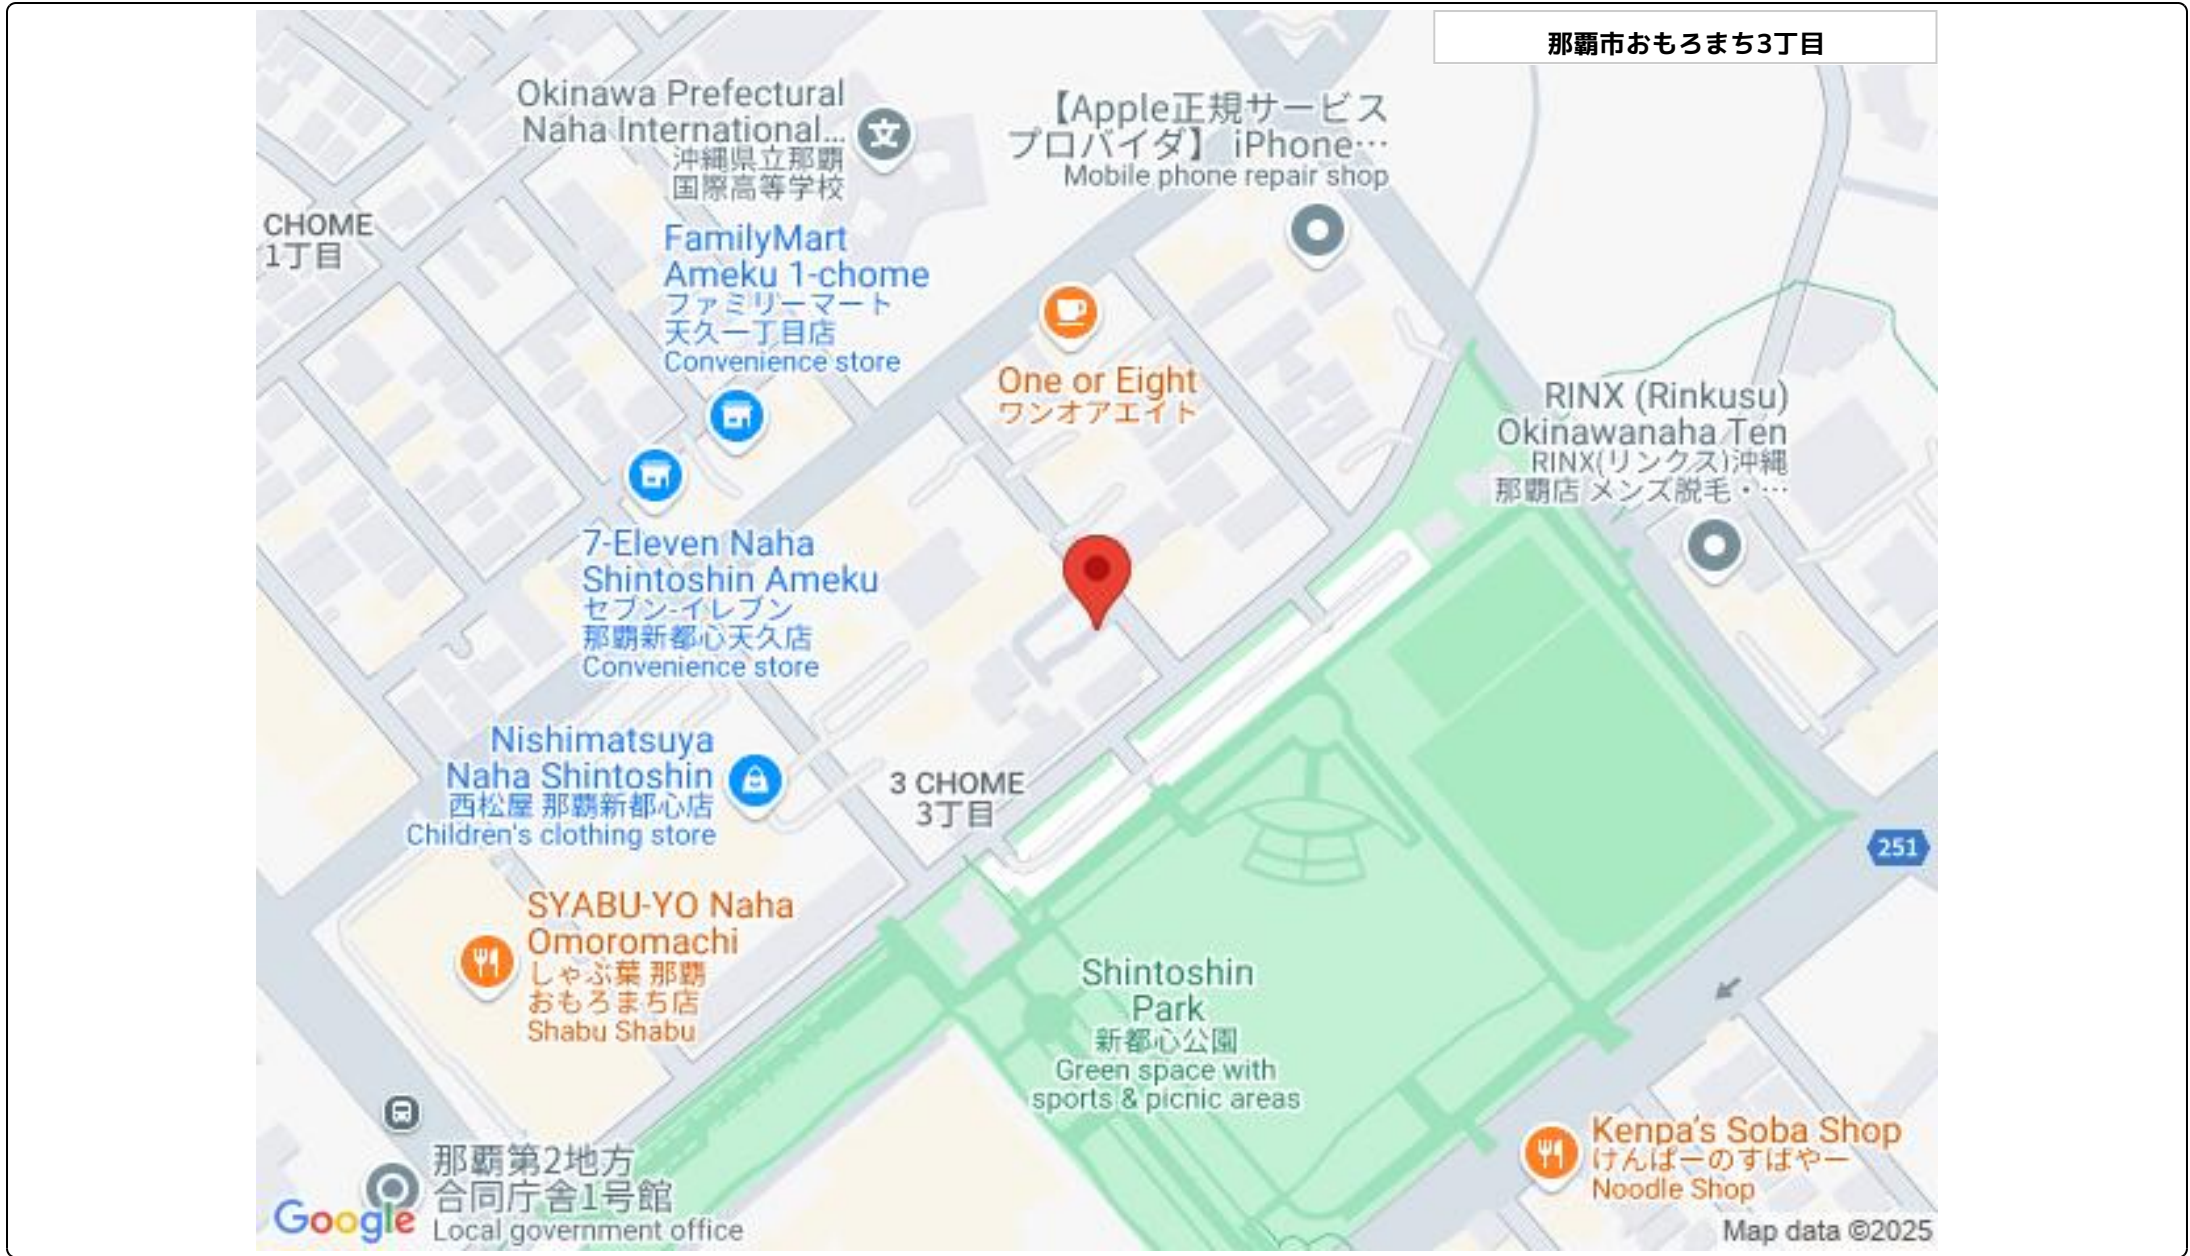 那覇市おもろまち3丁目
Okinawa Prefectural
Naha International...
沖縄県立那覇
国際高等学校
【Apple正規サービス
プロバイダ】 iPhone…
Mobile phone repair shop
CHOME
1丁目
FamilyMart
Ameku 1-chome
ファミリーマート
天久一丁目店
Convenience store
One or Eight
ワンオアエイト
RINX (Rinkusu)
Okinawanaha Ten
RINX(リンクス)沖縄
那覇店 メンズ脱毛・…
7-Eleven Naha
Shintoshin Ameku
セブン-イレブン
那覇新都心天久店
Convenience store
Nishimatsuya
Naha Shintoshin
西松屋 那覇新都心店
Children's clothing store
3 CHOME
3丁目
251
SYABU-YO Naha
Omoromachi
しゃぶ葉 那覇
おもろまち店
Shabu Shabu
Shintoshin
Park
新都心公園
Green space with
sports & picnic areas
Kenpa's Soba Shop
けんぱーのすばやー
Noodle Shop
那覇第2地方
合同庁舎1号館
Local government office
Google
Map data ©2025